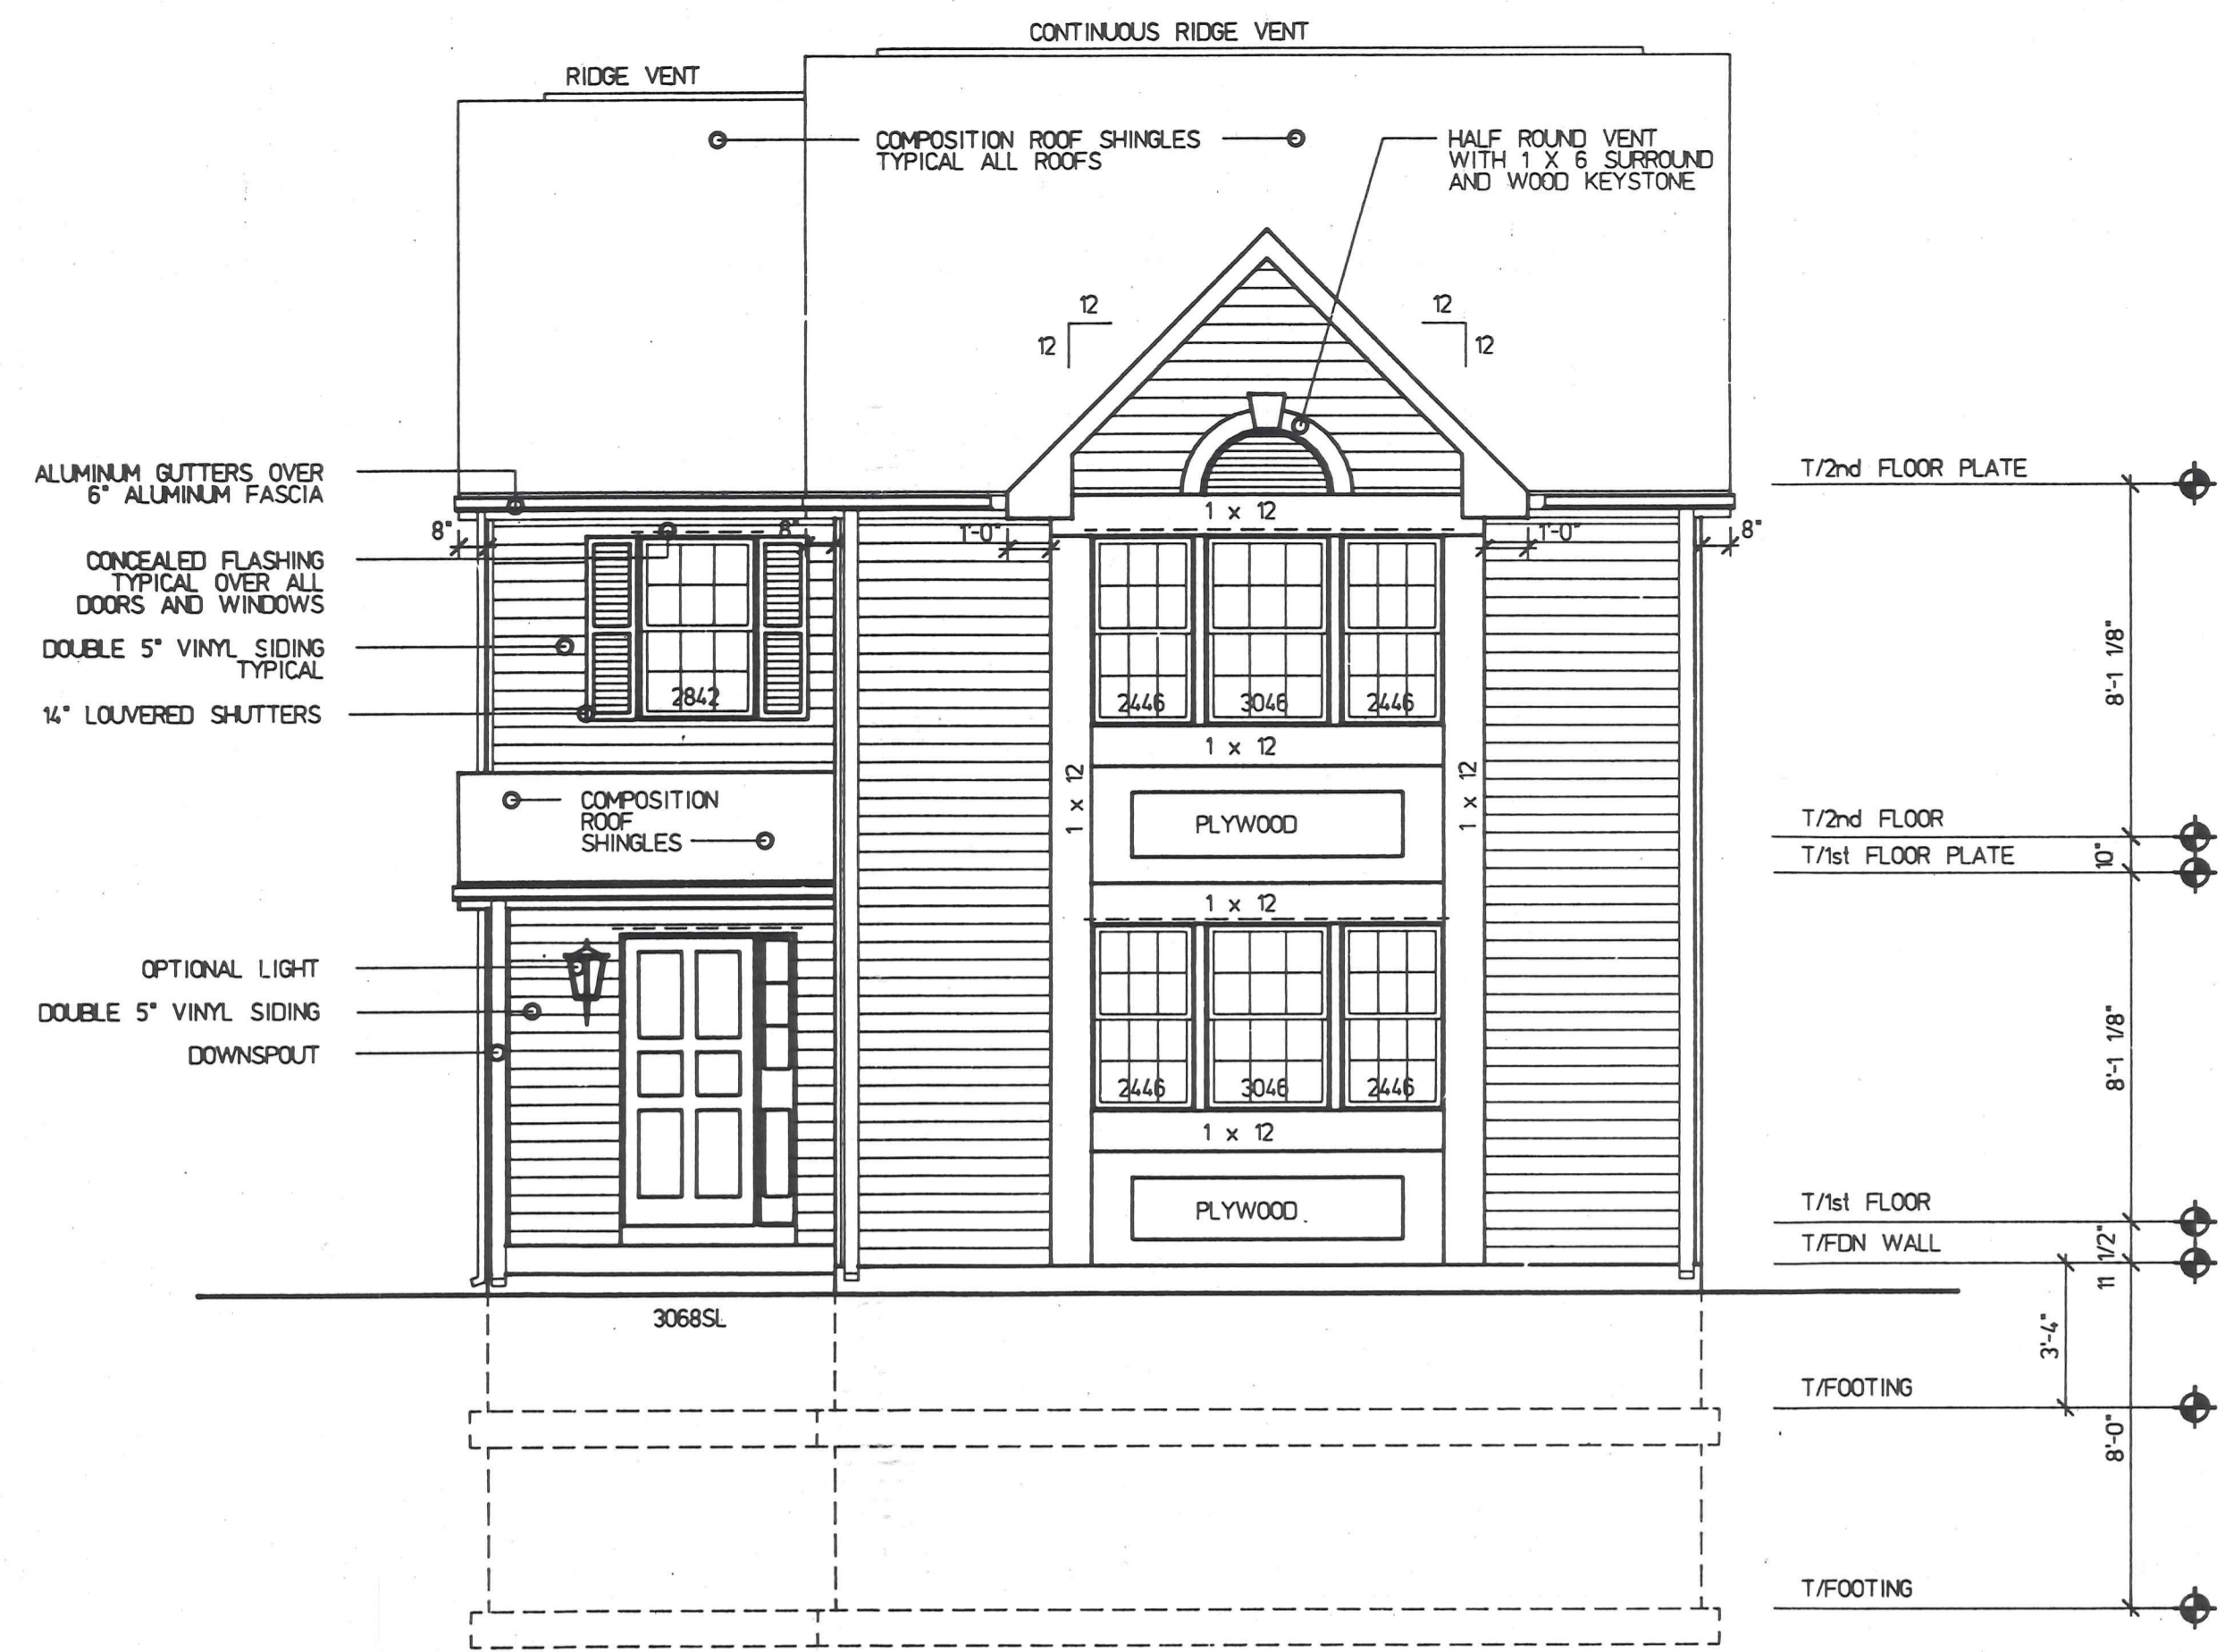 CONTINUOUS RIDGE VENT
RIDGE VENT
COMPOSITION ROOF SHINGLES
TYPICAL ALL ROOFS
HALF ROUND VENT
WITH 1 X 6 SURROUND
AND WOOD KEYSTONE
12
12
12
12
ALUMINUM GUTTERS OVER
6" ALUMINUM FASCIA
T/2nd FLOOR PLATE
1 x 12
8"
8"
1'-0"
1'-0"
8"
CONCEALED FLASHING
TYPICAL OVER ALL
DOORS AND WINDOWS
DOUBLE 5" VINYL SIDING
TYPICAL
14" LOUVERED SHUTTERS
2842
2446
3046
2446
8'-1 1/8"
1 x 12
1 x 12
1 x 12
COMPOSITION
ROOF
SHINGLES
PLYWOOD
T/2nd FLOOR
T/1st FLOOR PLATE
10"
1 x 12
OPTIONAL LIGHT
DOUBLE 5" VINYL SIDING
DOWNSPOUT
2446
3046
2446
8'-1 1/8"
1 x 12
PLYWOOD
T/1st FLOOR
T/FDN WALL
11 1/2"
3068SL
3'-4"
T/FOOTING
8'-0"
T/FOOTING